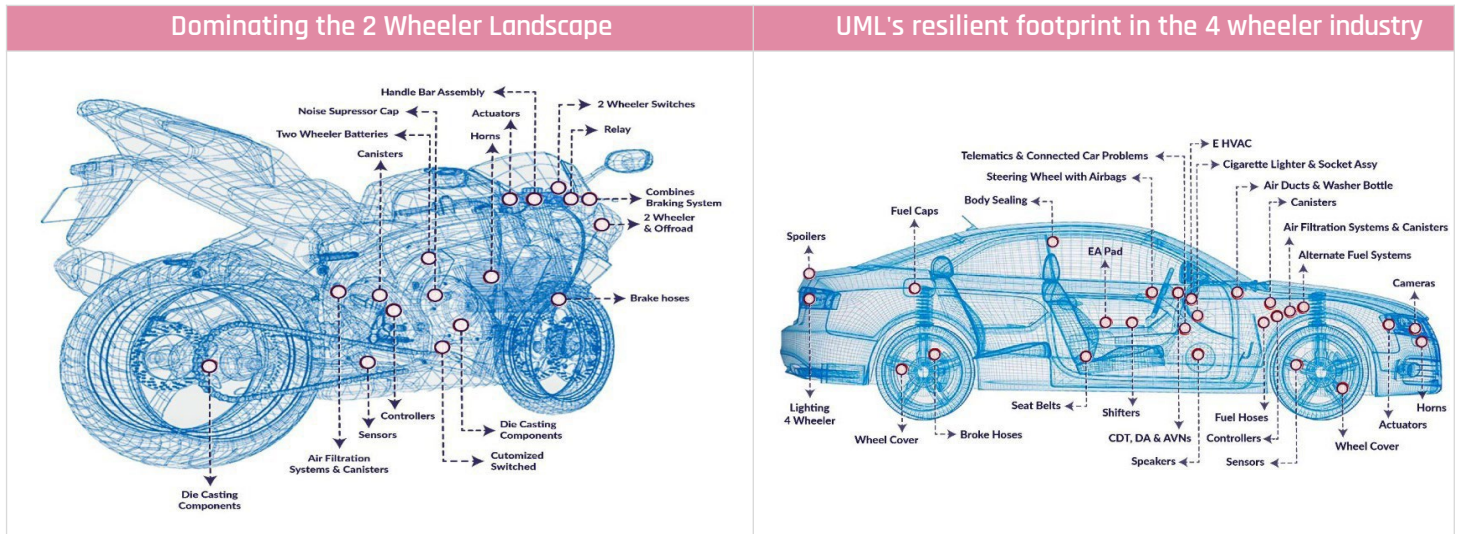 Dominating the 2 Wheeler Landscape
Handle Bar Assembly
2 Wheeler Switches
Noise Supressor Cap
Actuators
Relay
Two Wheeler Batteries
Horns
Canisters
Combines
Braking System
2 Wheeler
& Offroad
Brake hoses
Controllers
Sensors
Die Casting
Components
Air Filtration
Systems & Canisters
Cutomized
Switched
Die Casting
Components
UML's resilient footprint in the 4 wheeler industry
E HVAC
Telematics & Connected Car Problems
Cigarette Lighter & Socket Assy
Steering Wheel with Airbags
Air Ducts & Washer Bottle
Body Sealing
Canisters
Fuel Caps
Air Filtration Systems & Canisters
Spoilers
EA Pad
Alternate Fuel Systems
Cameras
Lighting
4 Wheeler
Seat Belts
Shifters
Fuel Hoses
Horns
Actuators
Wheel Cover
Broke Hoses
CDT, DA & AVNs
Controllers
Wheel Cover
Speakers
Sensors